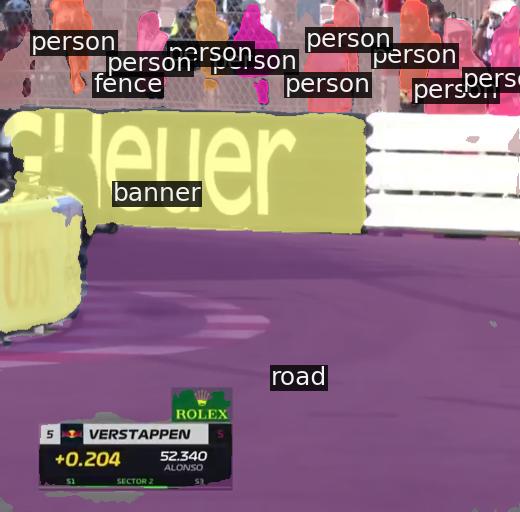 person
person
person
person
person
person
fence
person
person
person
Heuer
banner
road
ROLEX
5 VERSTAPPEN 5
+0.204 52.340
ALONSO
S1 SECTOR 2 S3